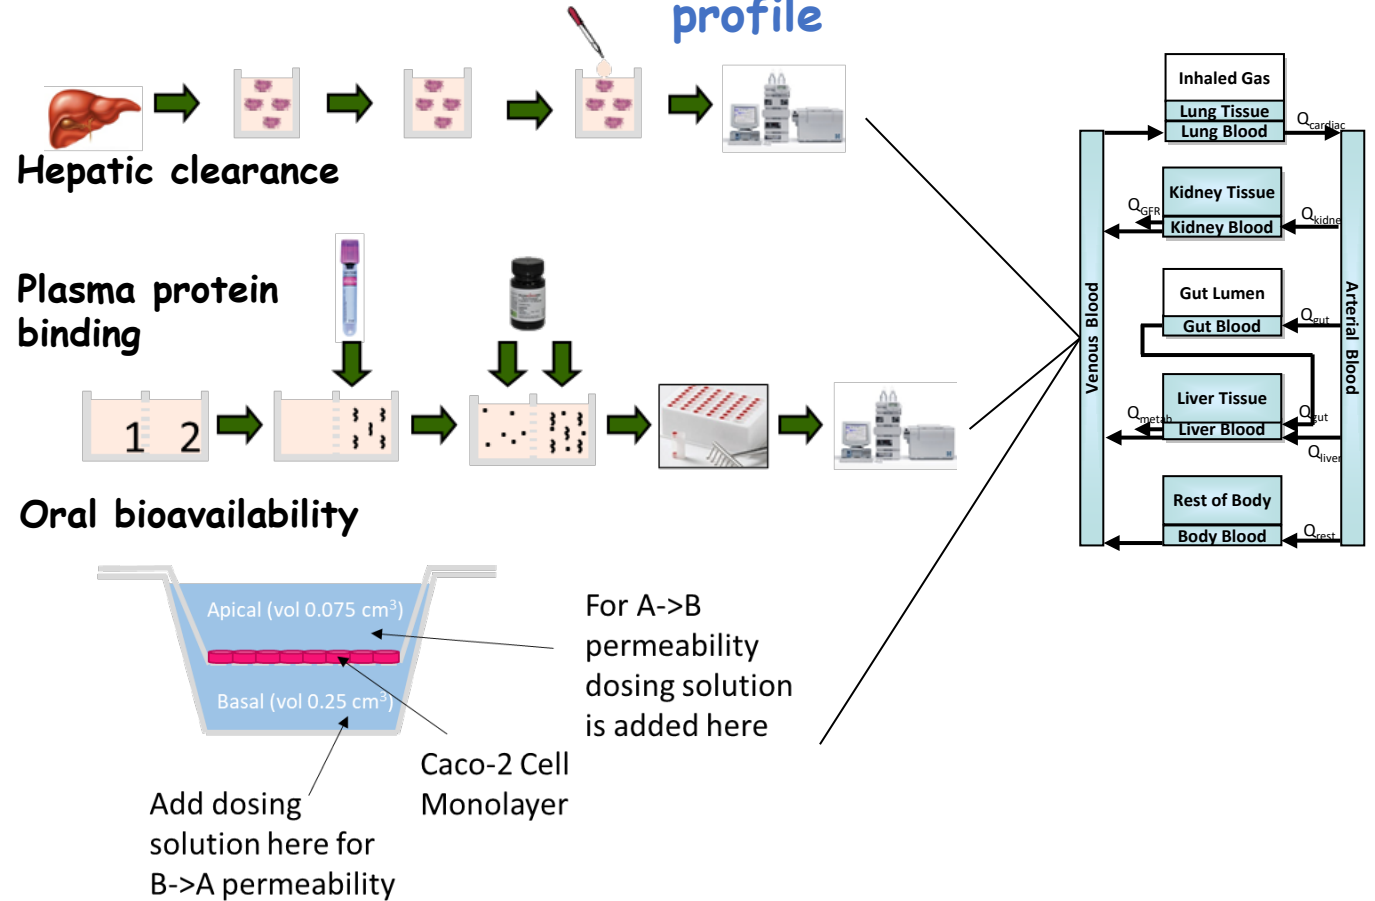 profile
Hepatic clearance
Plasma protein
binding
1 2
Oral bioavailability
Apical (vol 0.075 cm³)
Basal (vol 0.25 cm³)
For A->B
permeability
dosing solution
is added here
Caco-2 Cell
Monolayer
Add dosing
solution here for
B->A permeability
Inhaled Gas
Lung Tissue
Lung Blood
Qcardiac
Kidney Tissue
Kidney Blood
QGFR
Qkidne
Gut Lumen
Gut Blood
Qgut
Liver Tissue
Liver Blood
Qmetab
Qgut
Qliver
Rest of Body
Body Blood
Qrest
Venous Blood
Arterial Blood